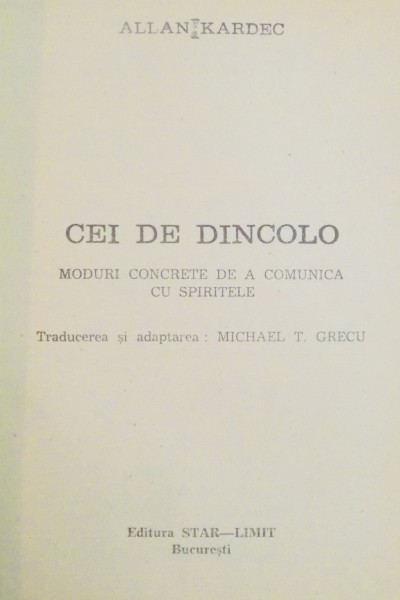 ALLAN KARDEC
CEI DE DINCOLO
MODURI CONCRETE DE A COMUNICA
CU SPIRITELE
Traducerea și adaptarea : MICHAEL T. GRECU
Editura STAR—LIMIT
București